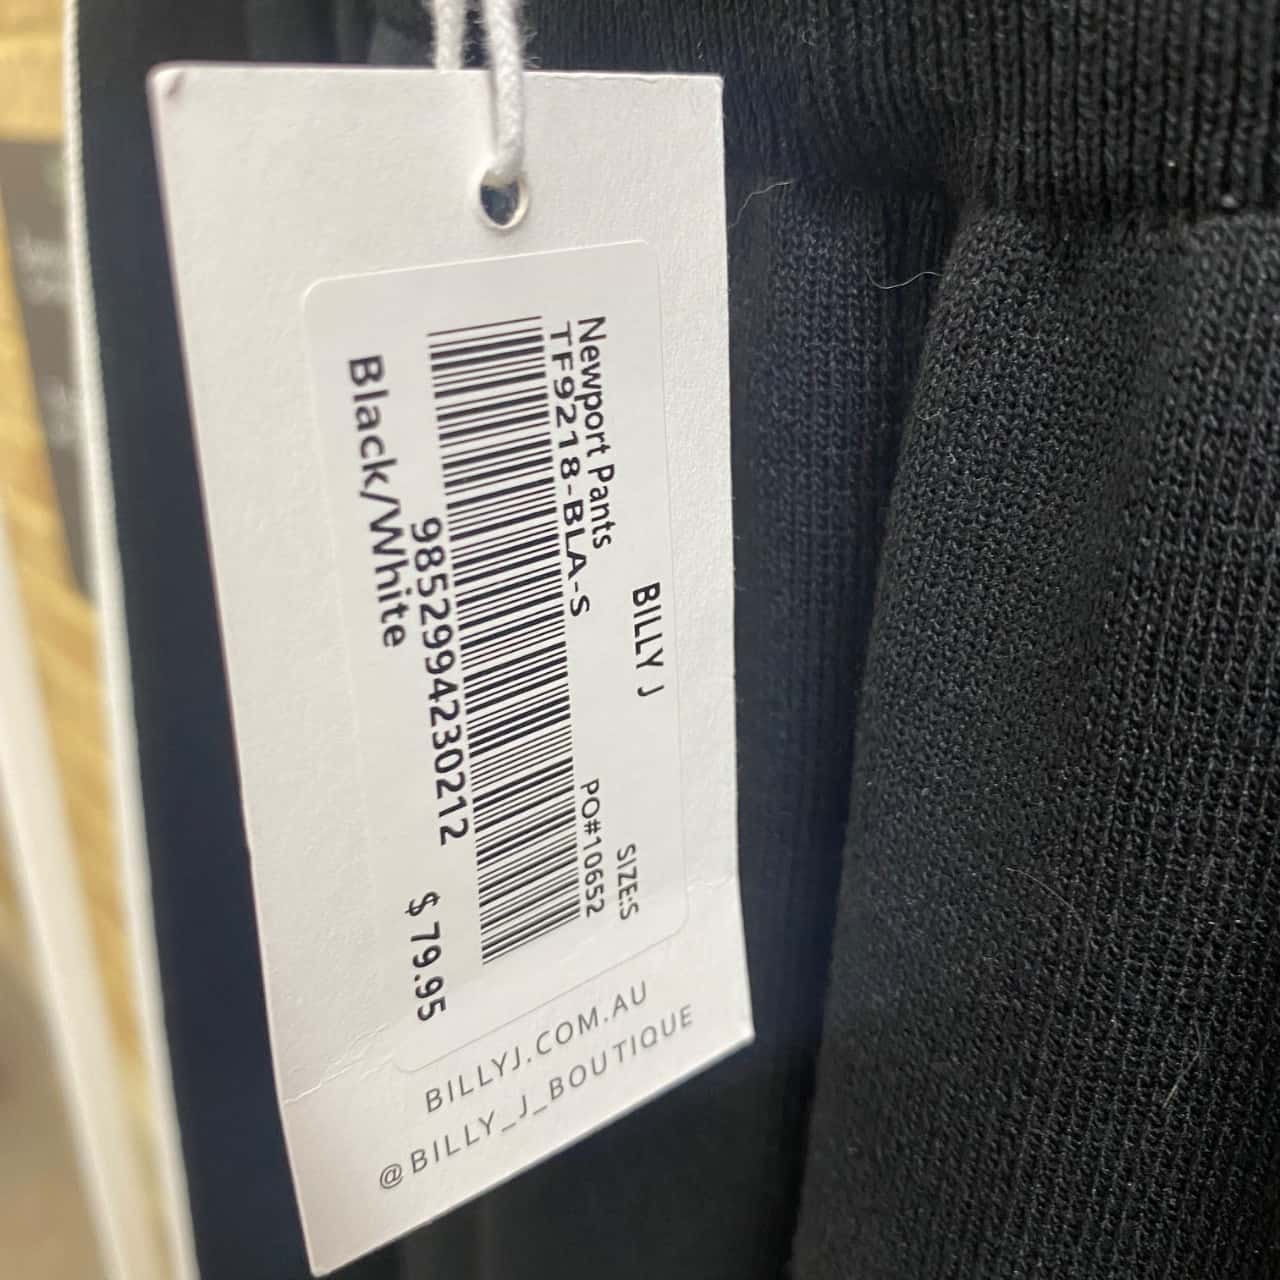 BILLY J
Newport Pants
SIZE:S
TF9218-BLA-S
PO#10652
9852994230212
Black/White
$ 79.95
BILLYJ.COM.AU
@BILLY_J_BOUTIQUE